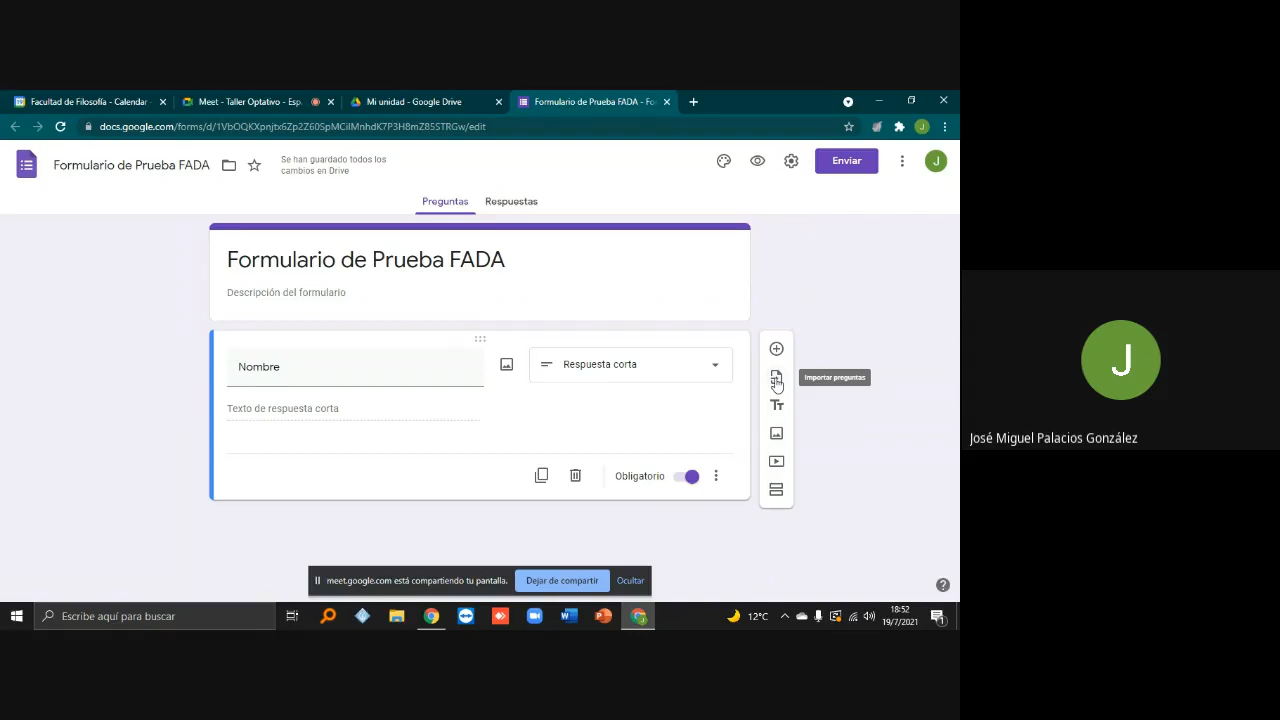 Facultad de Filosofía - Calendar
Meet - Taller Optativo - Esp
Mi unidad - Google Drive
Formulario de Prueba FADA - Fo
docs.google.com/forms/d/1VbOQKXpnjtx6Zp2Z60SpMCiIMnhdK7P3H8mZ85STRGw/edit
J
Formulario de Prueba FADA
Se han guardado todos los
cambios en Drive
Enviar
J
Preguntas
Respuestas
Formulario de Prueba FADA
Descripción del formulario
Nombre
Respuesta corta
Importar preguntas
Texto de respuesta corta
Obligatorio
J
José Miguel Palacios González
meet.google.com está compartiendo tu pantalla.
Dejar de compartir
Ocultar
Escribe aquí para buscar
12°C
18:52
19/7/2021
1